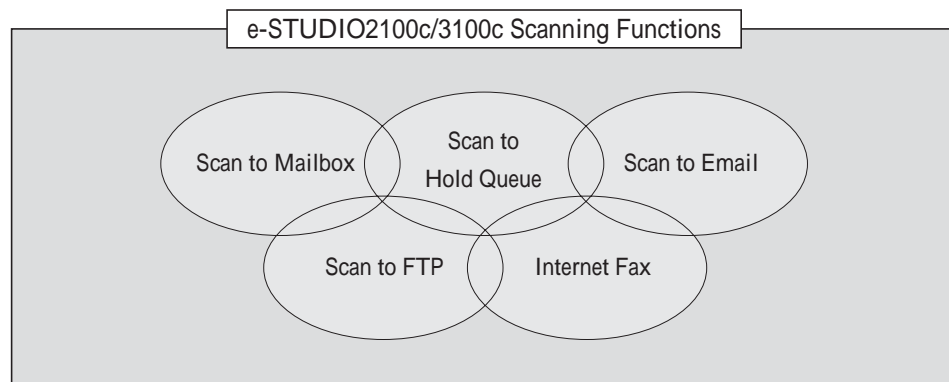 e-STUDIO2100c/3100c Scanning Functions
Scan to Mailbox
Scan to
Hold Queue
Scan to Email
Scan to FTP
Internet Fax